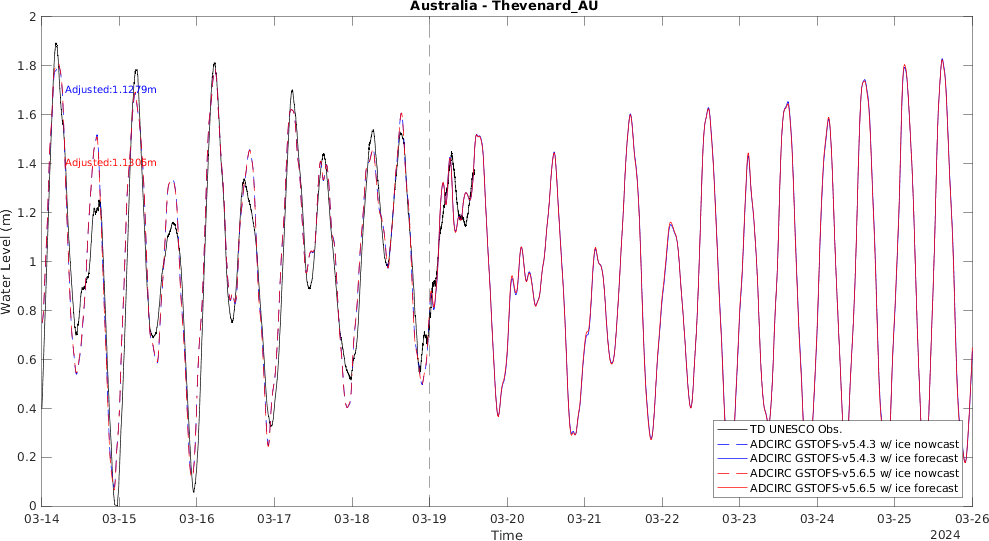 Australia - Thevenard_AU
2
1.8
1.6
1.4
1.2
1
0.8
0.6
0.4
0.2
0
Water Level (m)
Adjusted:1.1279m
Adjusted:1.1306m
TD UNESCO Obs.
ADCIRC GSTOFS-v5.4.3 w/ ice nowcast
ADCIRC GSTOFS-v5.4.3 w/ ice forecast
ADCIRC GSTOFS-v5.6.5 w/ ice nowcast
ADCIRC GSTOFS-v5.6.5 w/ ice forecast
03-14 03-15 03-16 03-17 03-18 03-19 03-20 03-21 03-22 03-23 03-24 03-25 03-26
Time
2024